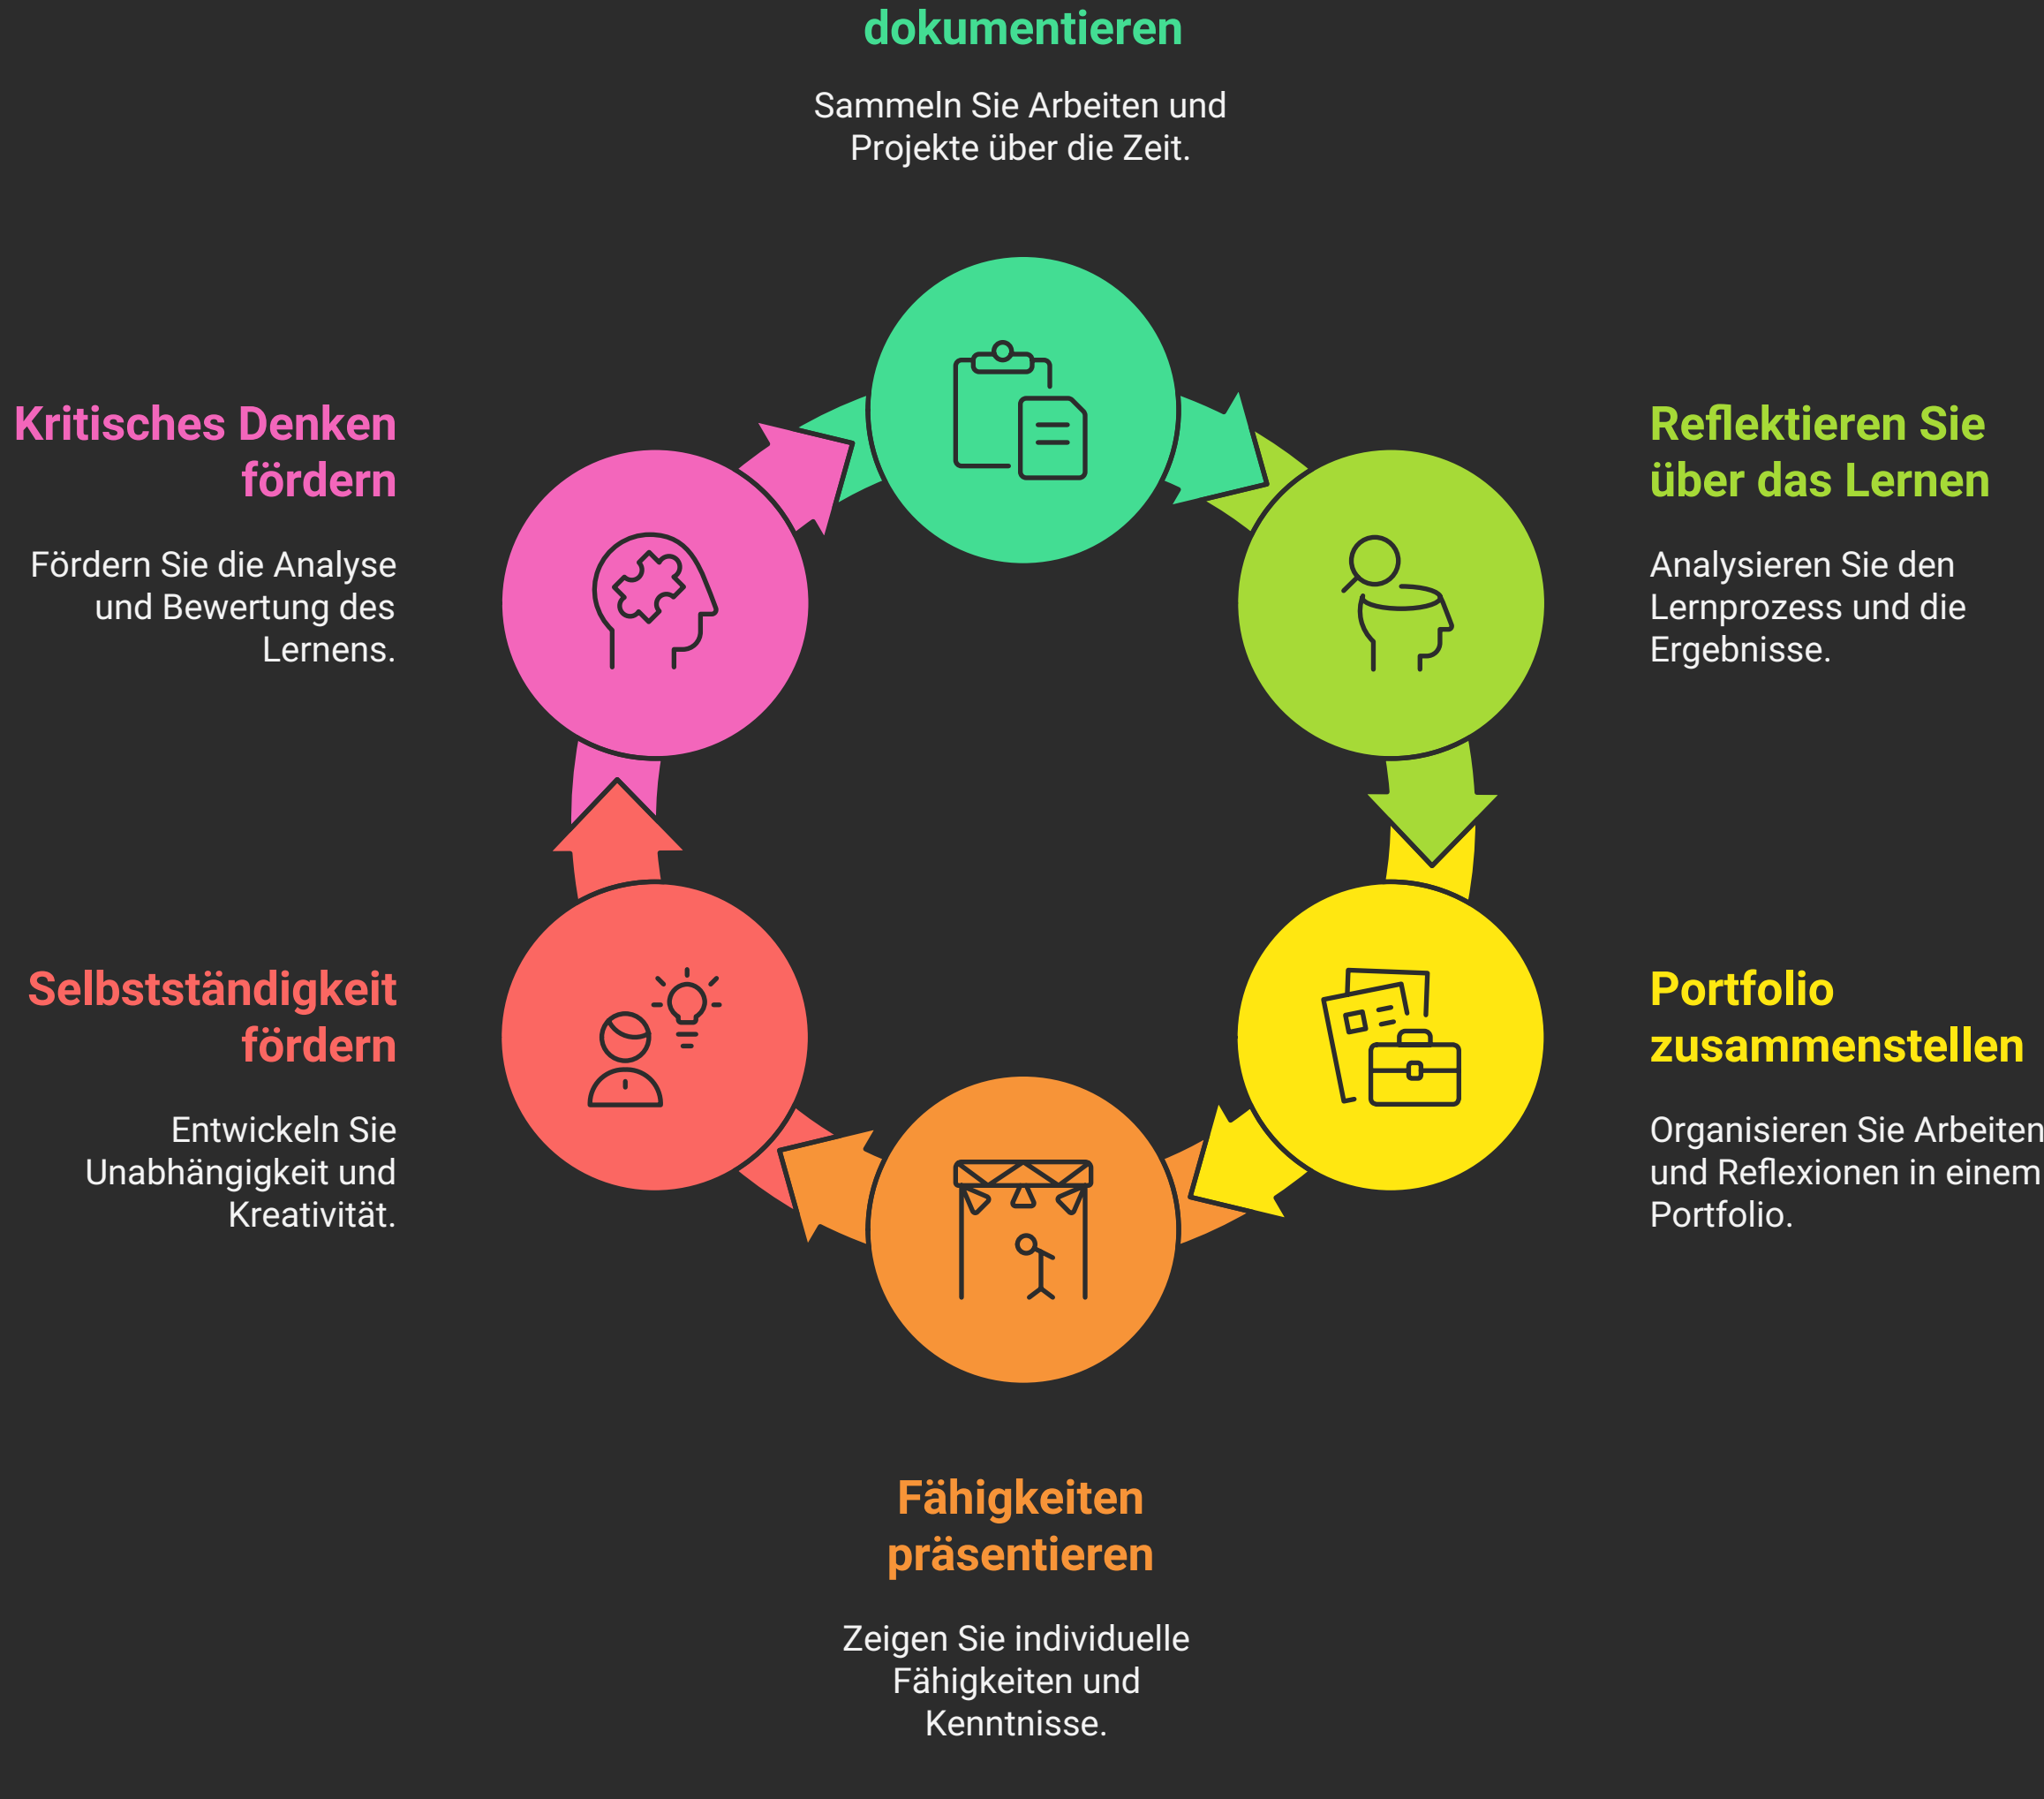 dokumentieren
Sammeln Sie Arbeiten und
Projekte über die Zeit.
Kritisches Denken
fördern
Fördern Sie die Analyse
und Bewertung des
Lernens.
Reflektieren Sie
über das Lernen
Analysieren Sie den
Lernprozess und die
Ergebnisse.
Selbstständigkeit
fördern
Entwickeln Sie
Unabhängigkeit und
Kreativität.
Portfolio
zusammenstellen
Organisieren Sie Arbeiten
und Reflexionen in einem
Portfolio.
Fähigkeiten
präsentieren
Zeigen Sie individuelle
Fähigkeiten und
Kenntnisse.